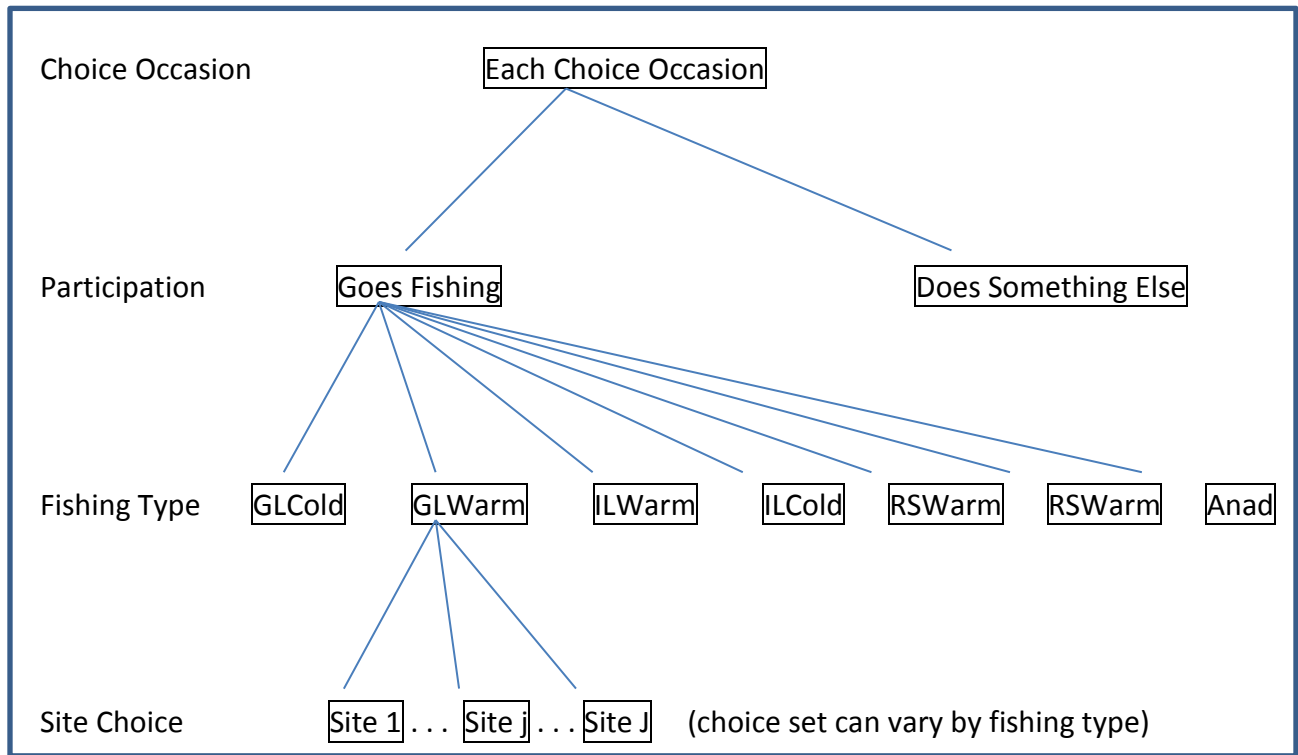 Choice Occasion Each Choice Occasion
Participation Goes Fishing Does Something Else
Fishing Type GLCold GLWarm ILWarm ILCold RSWarm RSWarm Anad
Site Choice Site 1 . . . Site j . . . Site J (choice set can vary by fishing type)